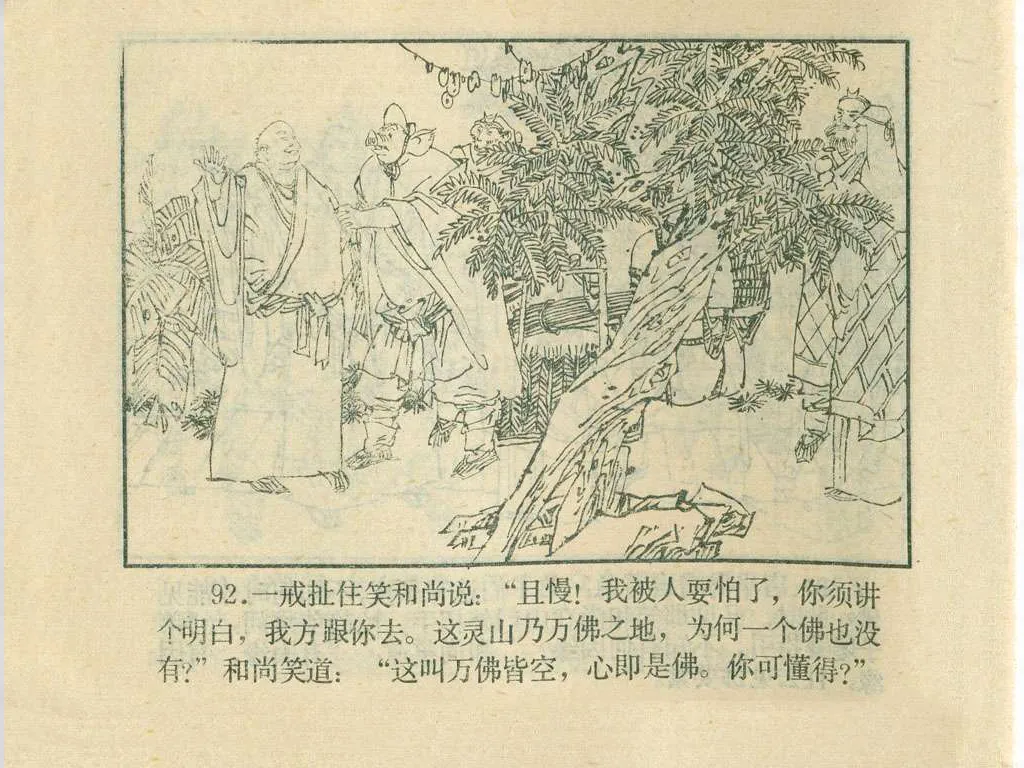 92.一戒扯住笑和尚说：“且慢！我被人耍怕了，你须讲
个明白，我方跟你去。这灵山乃万佛之地，为何一个佛也没
有？”和尚笑道：“这叫万佛皆空，心即是佛。你可懂得？”